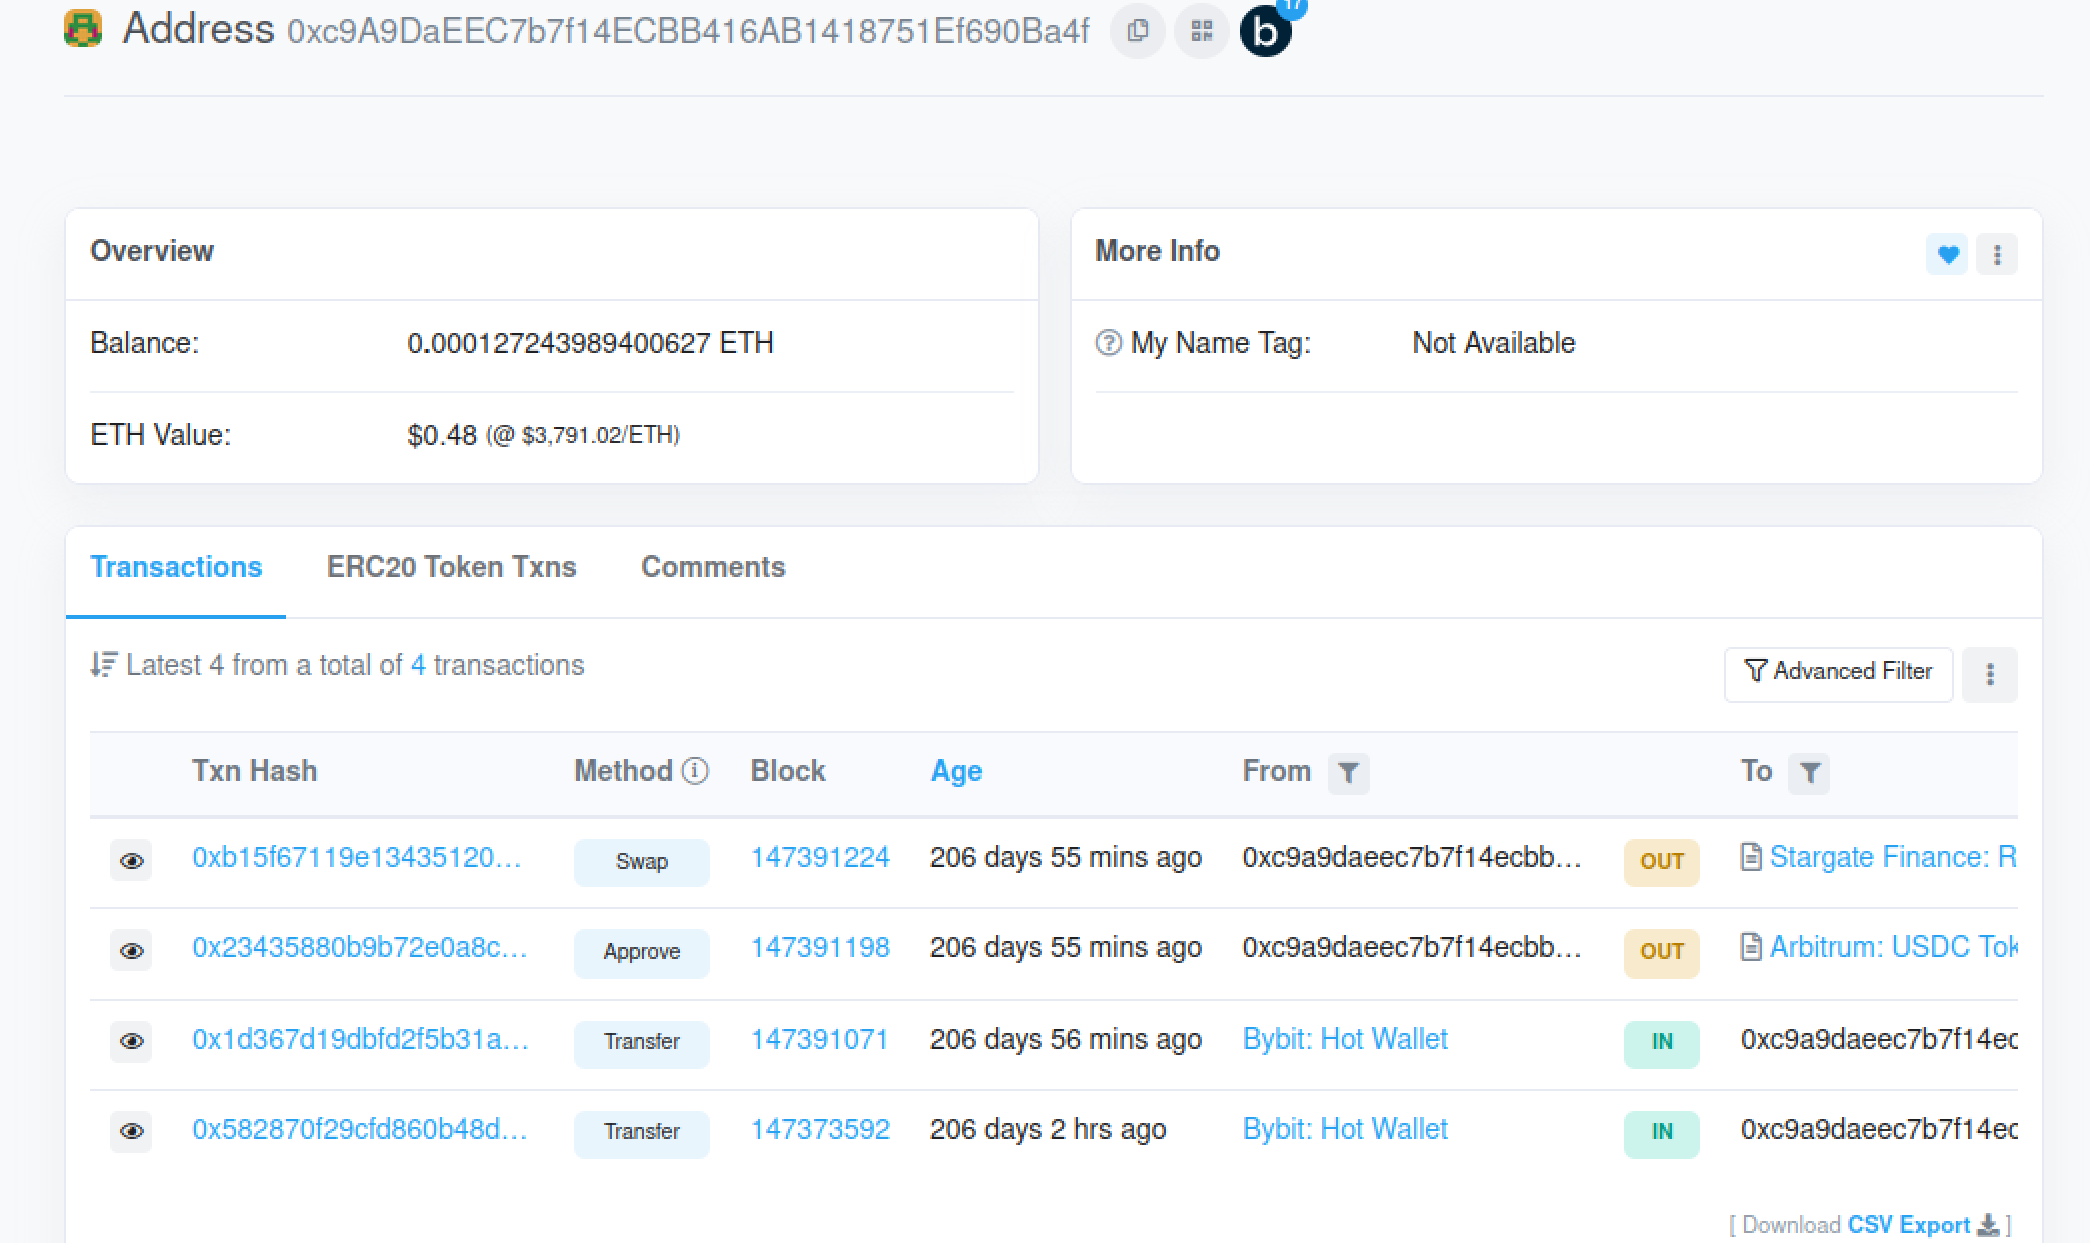 Address 0xc9A9DaEEC7b7f14ECBB416AB1418751Ef690Ba4f b 17
Overview
Balance: 0.000127243989400627 ETH
ETH Value: $0.48 (@ $3,791.02/ETH)
More Info
My Name Tag: Not Available
Transactions ERC20 Token Txns Comments
Latest 4 from a total of 4 transactions
Advanced Filter
Txn Hash Method Block Age From To
0xb15f67119e13435120... Swap 147391224 206 days 55 mins ago 0xc9a9daeec7b7f14ecbb... OUT Stargate Finance: R
0x23435880b9b72e0a8c... Approve 147391198 206 days 55 mins ago 0xc9a9daeec7b7f14ecbb... OUT Arbitrum: USDC Tok
0x1d367d19dbfd2f5b31a... Transfer 147391071 206 days 56 mins ago Bybit: Hot Wallet IN 0xc9a9daeec7b7f14ec
0x582870f29cfd860b48d... Transfer 147373592 206 days 2 hrs ago Bybit: Hot Wallet IN 0xc9a9daeec7b7f14ec
[ Download CSV Export ]